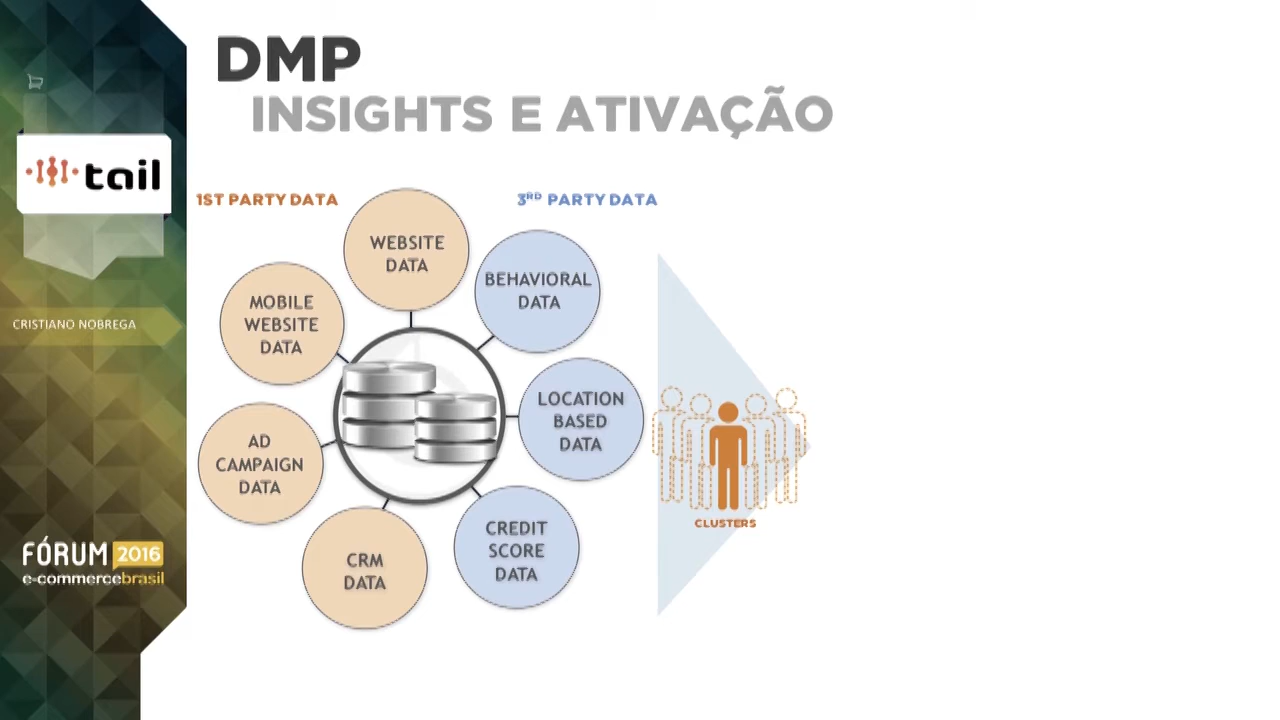 DMP
INSIGHTS E ATIVAÇÃO
tail
CRISTIANO NOBREGA
FÓRUM 2016
e-commercebrasil
1ST PARTY DATA
3RD PARTY DATA
WEBSITE
DATA
BEHAVIORAL
DATA
MOBILE
WEBSITE
DATA
LOCATION
BASED
DATA
AD
CAMPAIGN
DATA
CREDIT
SCORE
DATA
CRM
DATA
CLUSTERS